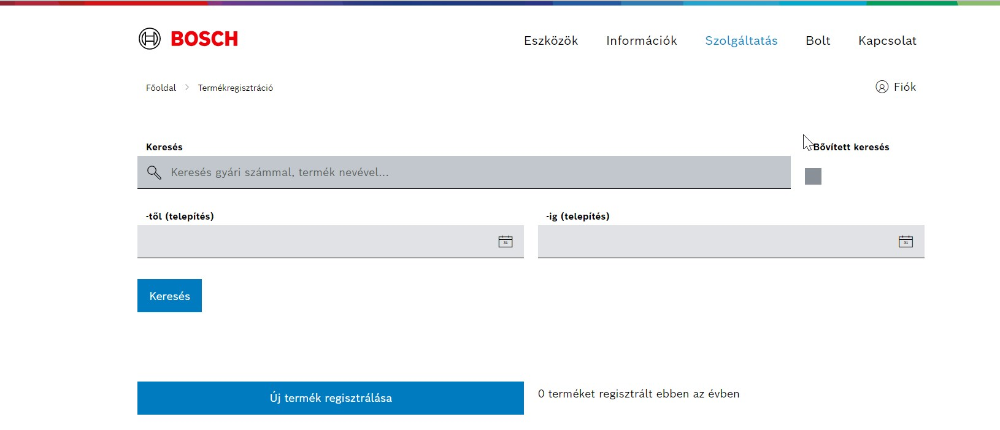 BOSCH
Eszközök Információk Szolgáltatás Bolt Kapcsolat
Főoldal Termékregisztráció
Fiók
Keresés
Bővített keresés
Keresés gyári számmal, termék nevével...
-től (telepítés)
-ig (telepítés)
31
31
Keresés
Új termék regisztrálása
0 terméket regisztrált ebben az évben